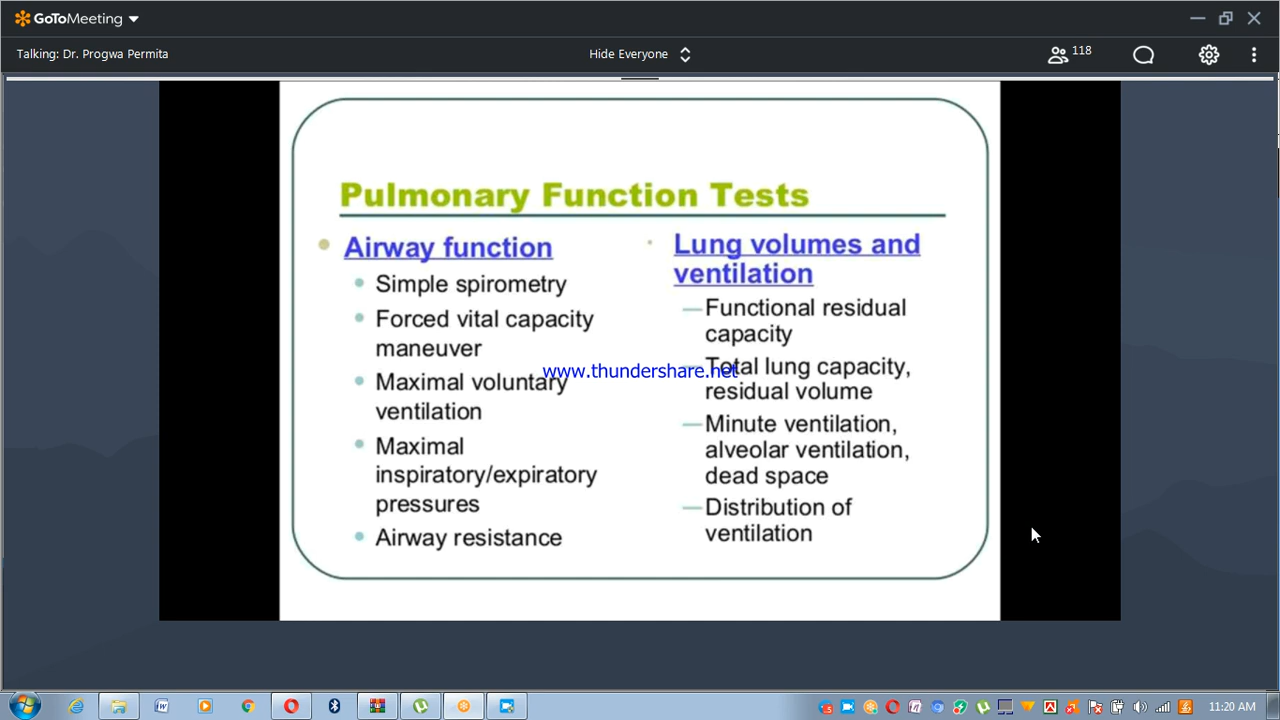 GoToMeeting
Talking: Dr. Progwa Permita
Hide Everyone
118
Pulmonary Function Tests
Airway function
Simple spirometry
Forced vital capacity
maneuver
Maximal voluntary
ventilation
Maximal
inspiratory/expiratory
pressures
Airway resistance
Lung volumes and
ventilation
—Functional residual
capacity
—Total lung capacity,
residual volume
—Minute ventilation,
alveolar ventilation,
dead space
—Distribution of
ventilation
www.thundershare.net
11:20 AM